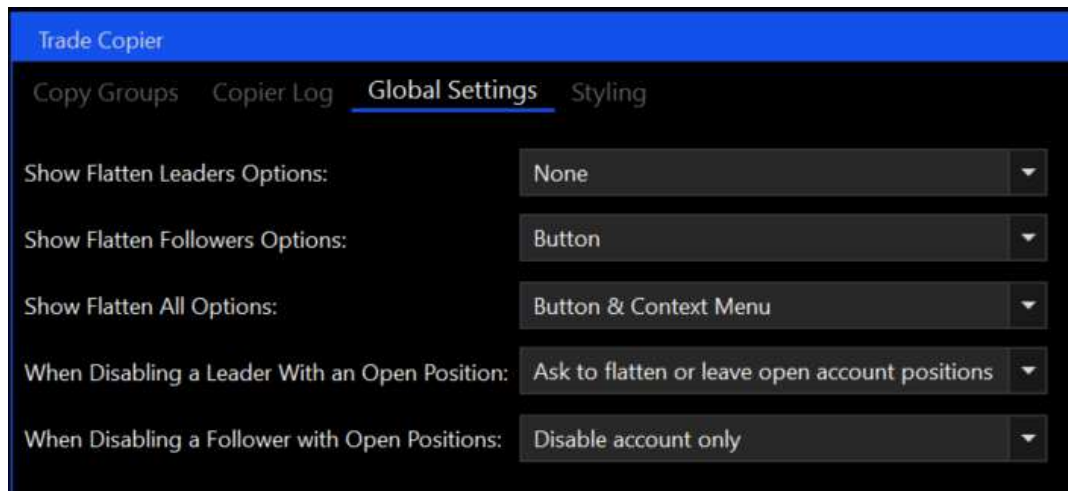 Trade Copier
Copy Groups Copier Log Global Settings Styling
Show Flatten Leaders Options: None
Show Flatten Followers Options: Button
Show Flatten All Options: Button & Context Menu
When Disabling a Leader With an Open Position: Ask to flatten or leave open account positions
When Disabling a Follower with Open Positions: Disable account only